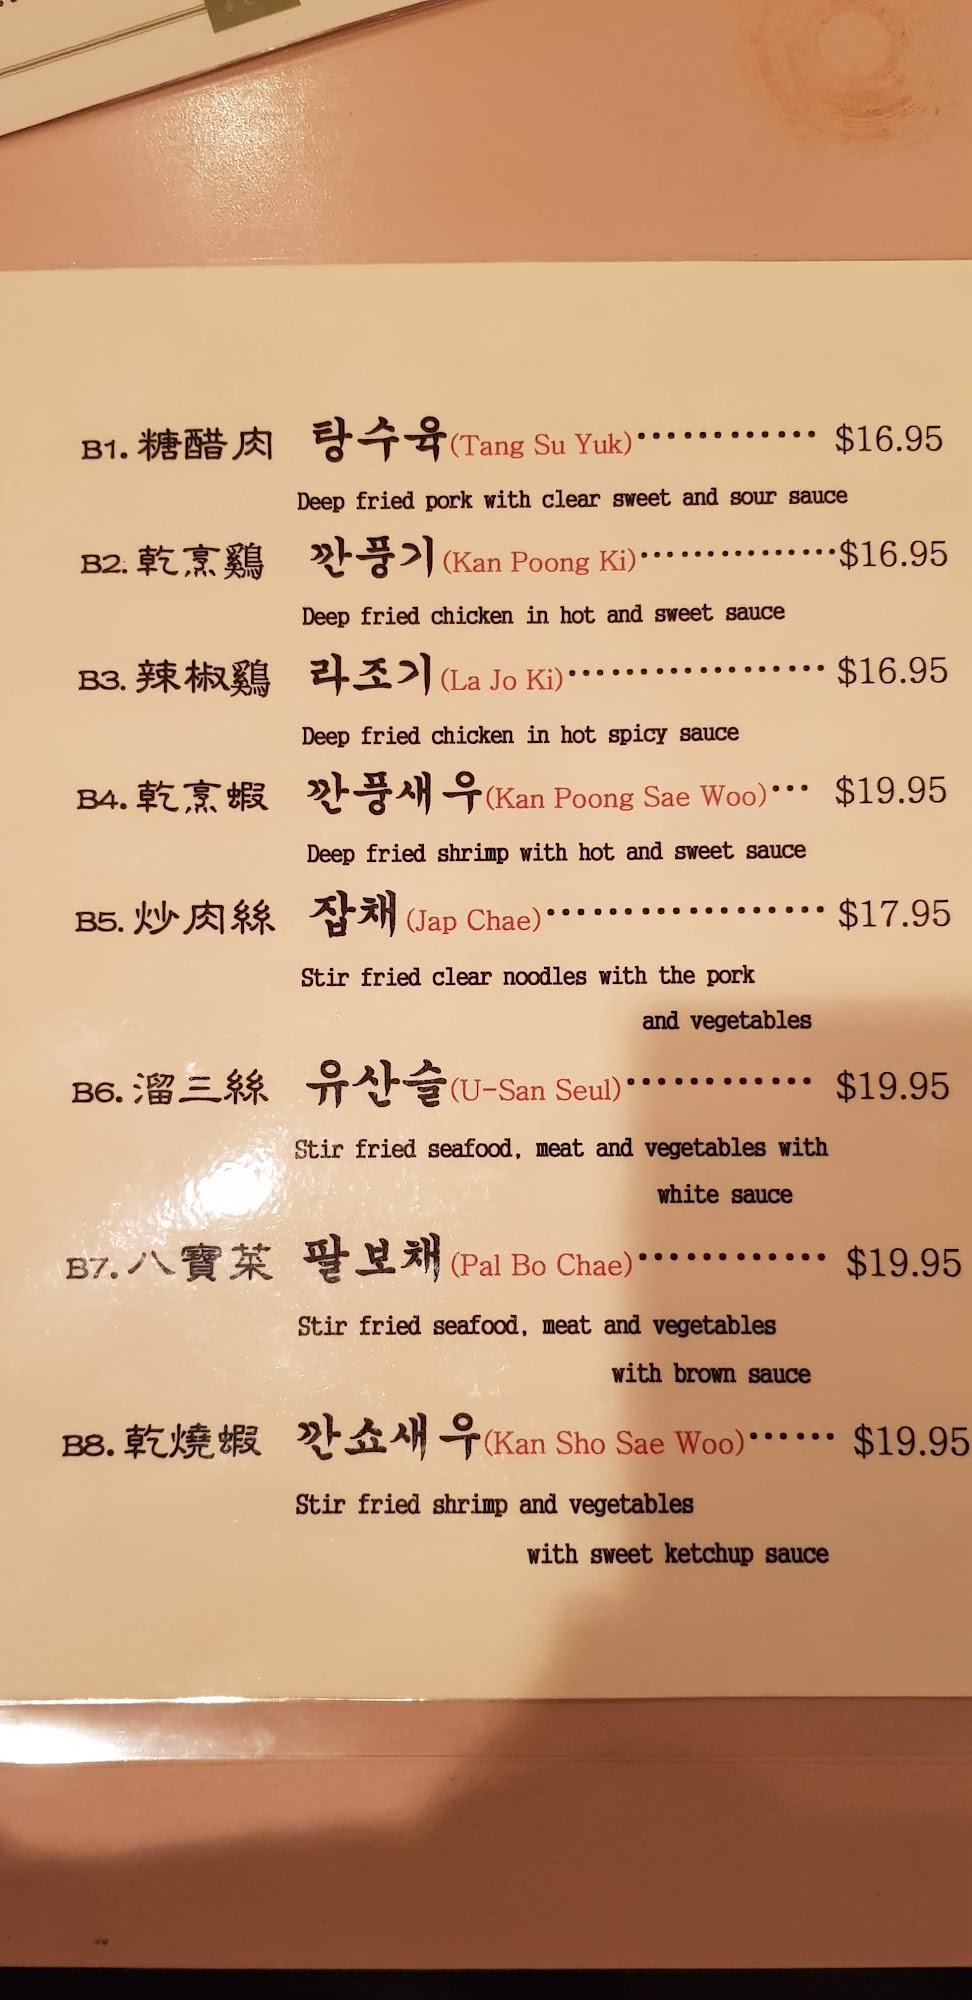 B1. 糖醋肉 탕수육(Tang Su Yuk)············ $16.95
Deep fried pork with clear sweet and sour sauce
B2. 乾烹鷄 깐풍기(Kan Poong Ki)···············$16.95
Deep fried chicken in hot and sweet sauce
B3. 辣椒鷄 라조기(La Jo Ki)················· $16.95
Deep fried chicken in hot spicy sauce
B4. 乾烹蝦 깐풍새우(Kan Poong Sae Woo)··· $19.95
Deep fried shrimp with hot and sweet sauce
B5. 炒肉絲 잡채(Jap Chae)·················· $17.95
Stir fried clear noodles with the pork
and vegetables
B6. 溜三絲 유산슬(U-San Seul)············ $19.95
Stir fried seafood, meat and vegetables with
white sauce
B7. 八寶菜 팔보채(Pal Bo Chae)············ $19.95
Stir fried seafood, meat and vegetables
with brown sauce
B8. 乾燒蝦 깐쇼새우(Kan Sho Sae Woo)······ $19.95
Stir fried shrimp and vegetables
with sweet ketchup sauce